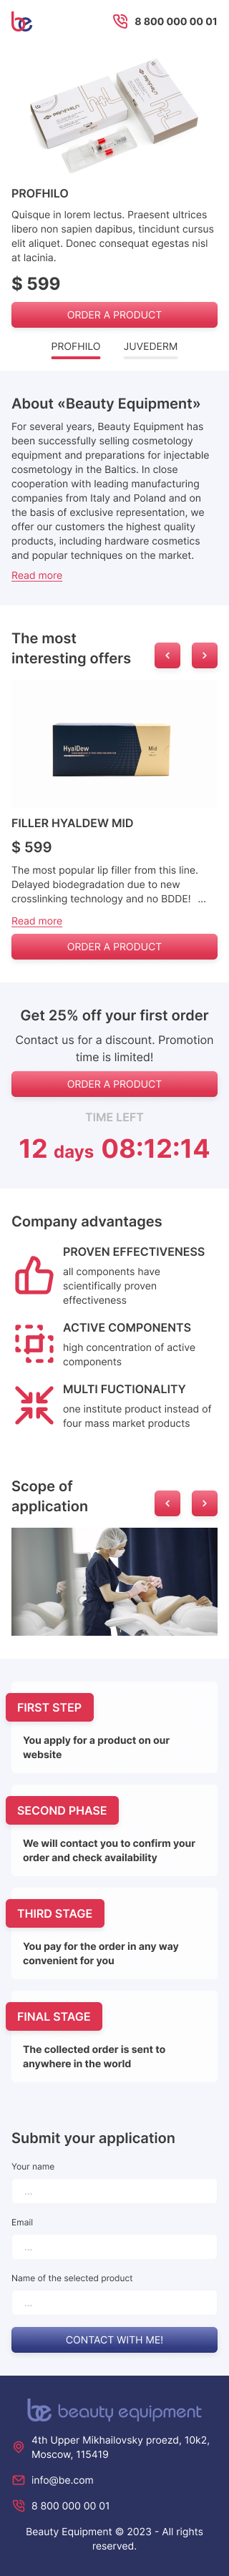 be
8 800 000 00 01
PROFHILO
PROFHILO
Quisque in lorem lectus. Praesent ultrices
libero non sapien dapibus, tincidunt cursus
elit aliquet. Donec consequat egestas nisl
at lacinia.
$ 599
ORDER A PRODUCT
PROFHILO JUVEDERM
About «Beauty Equipment»
For several years, Beauty Equipment has
been successfully selling cosmetology
equipment and preparations for injectable
cosmetology in the Baltics. In close
cooperation with leading manufacturing
companies from Italy and Poland and on
the basis of exclusive representation, we
offer our customers the highest quality
products, including hardware cosmetics
and popular techniques on the market.
Read more
The most
interesting offers
HyalDew Mid
FILLER HYALDEW MID
$ 599
The most popular lip filler from this line.
Delayed biodegradation due to new
crosslinking technology and no BDDE! ...
Read more
ORDER A PRODUCT
Get 25% off your first order
Contact us for a discount. Promotion
time is limited!
ORDER A PRODUCT
TIME LEFT
12 days 08:12:14
Company advantages
PROVEN EFFECTIVENESS
all components have
scientifically proven
effectiveness
ACTIVE COMPONENTS
high concentration of active
components
MULTI FUCTIONALITY
one institute product instead of
four mass market products
Scope of
application
FIRST STEP
You apply for a product on our
website
SECOND PHASE
We will contact you to confirm your
order and check availability
THIRD STAGE
You pay for the order in any way
convenient for you
FINAL STAGE
The collected order is sent to
anywhere in the world
Submit your application
Your name
...
Email
...
Name of the selected product
...
CONTACT WITH ME!
be beauty equipment
4th Upper Mikhailovsky proezd, 10k2,
Moscow, 115419
info@be.com
8 800 000 00 01
Beauty Equipment © 2023 - All rights
reserved.